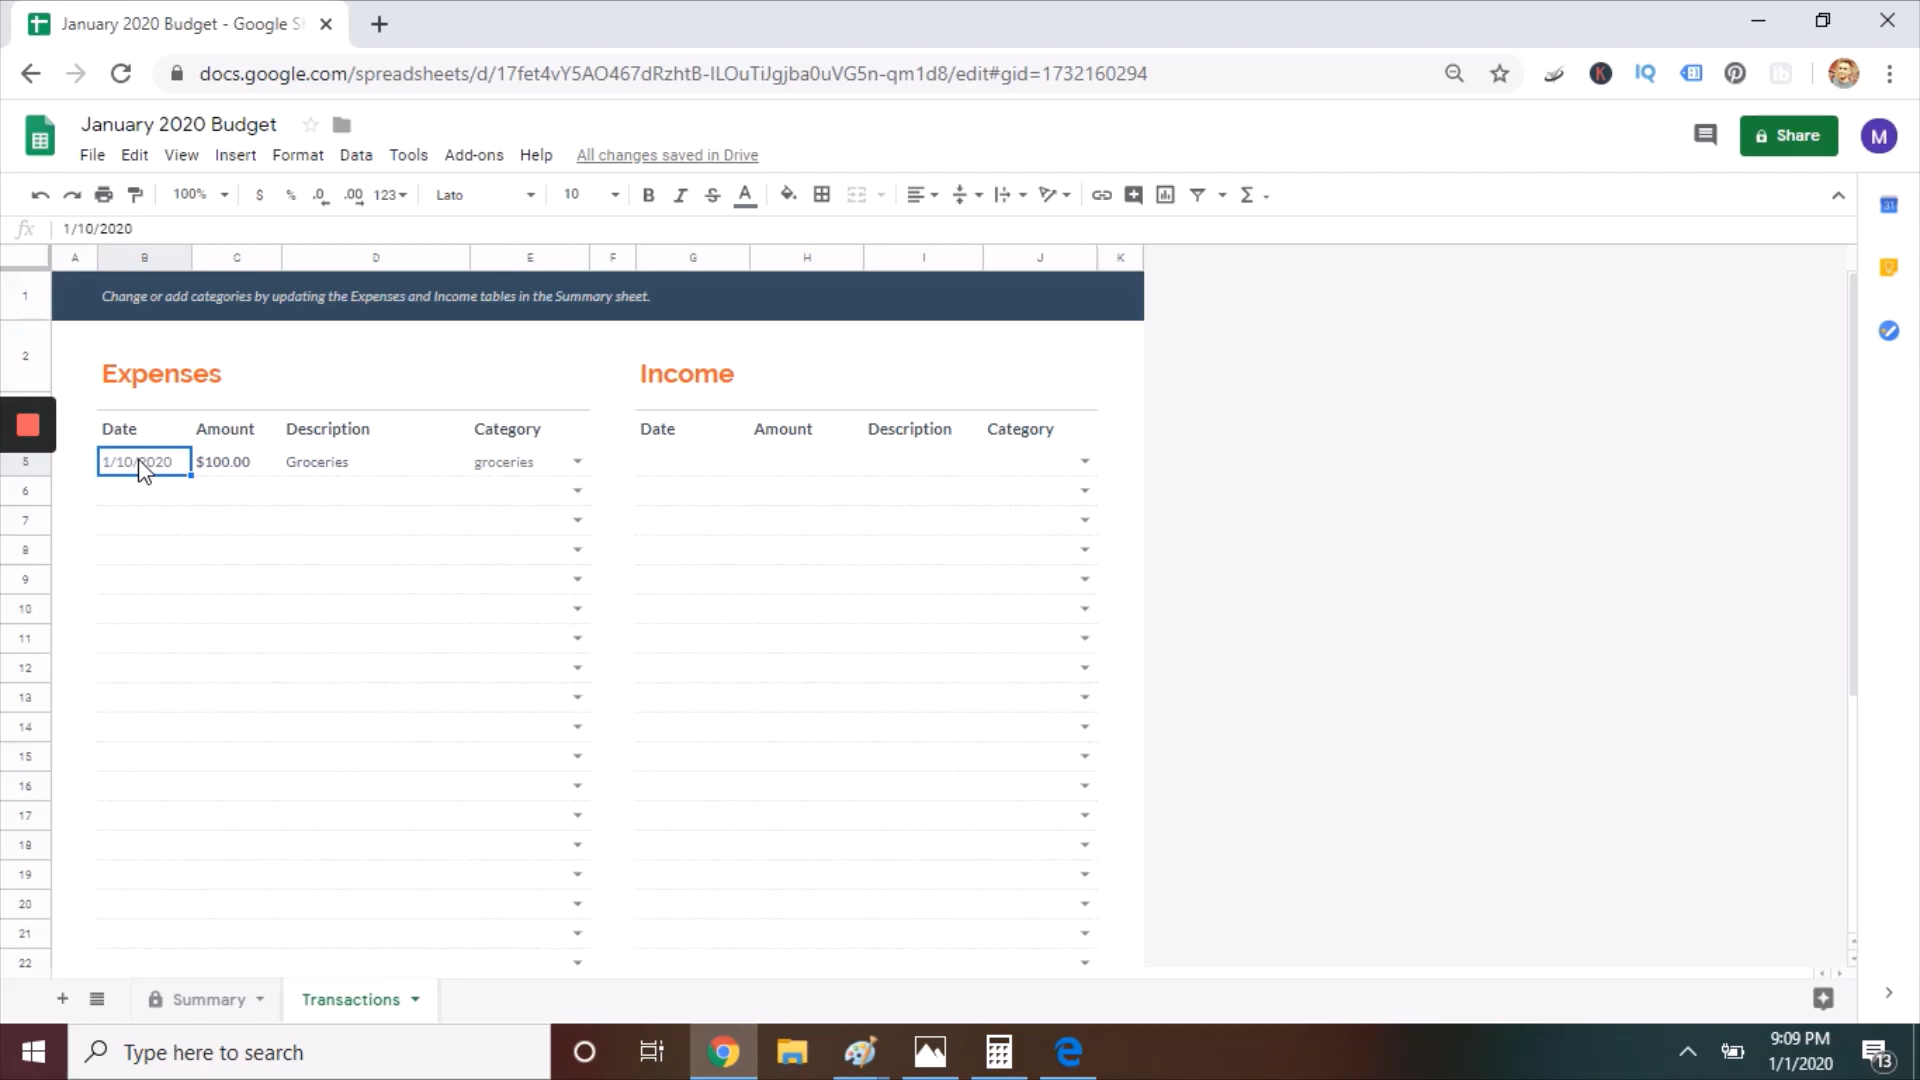 January 2020 Budget - Google S
docs.google.com/spreadsheets/d/17fet4vY5AO467dRzhtB-ILOuTiJgjba0uVG5n-qm1d8/edit#gid=1732160294
K
IQ
January 2020 Budget
File Edit View Insert Format Data Tools Add-ons Help All changes saved in Drive
Share
M
100% $ % .0 .00 123 Lato 10 B I S A Σ
31
fx 1/10/2020
A B C D E F G H I J K
1 Change or add categories by updating the Expenses and Income tables in the Summary sheet.
2 Expenses Income
Date Amount Description Category Date Amount Description Category
5 1/10/2020 $100.00 Groceries groceries
6
7
8
9
10
11
12
13
14
15
16
17
18
19
20
21
22
+ Summary Transactions
Type here to search
9:09 PM
1/1/2020
13